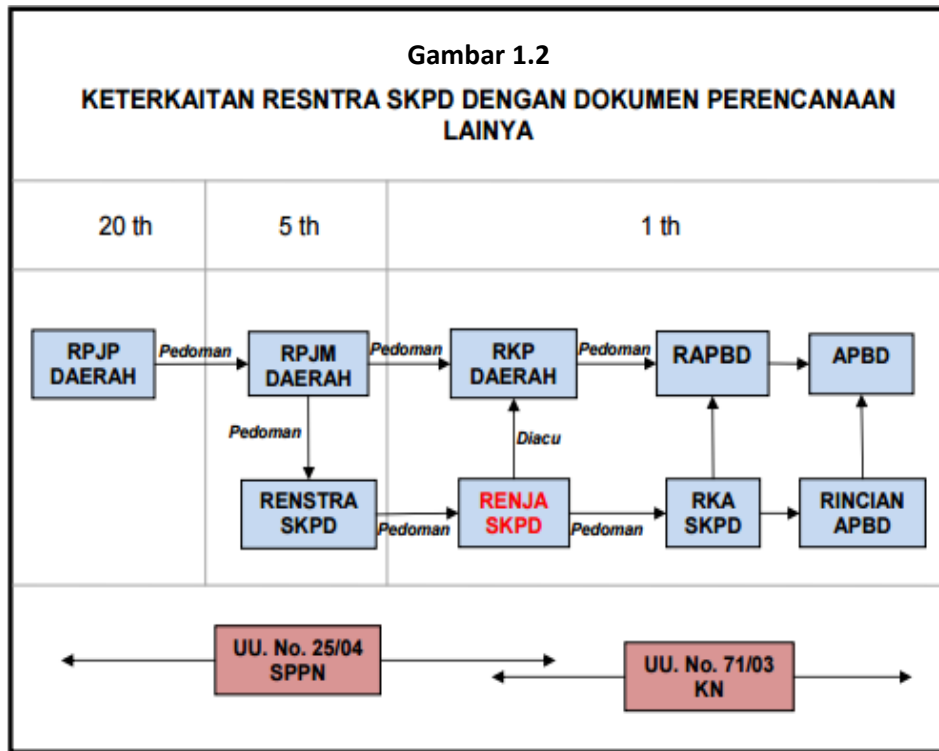 Gambar 1.2
KETERKAITAN RESNTRA SKPD DENGAN DOKUMEN PERENCANAAN
LAINYA
20 th
5 th
1 th
RPJP
DAERAH
Pedoman
RPJM
DAERAH
Pedoman
RKP
DAERAH
Pedoman
RAPBD
APBD
Pedoman
Diacu
RENSTRA
SKPD
Pedoman
RENJA
SKPD
Pedoman
RKA
SKPD
RINCIAN
APBD
UU. No. 25/04
SPPN
UU. No. 71/03
KN